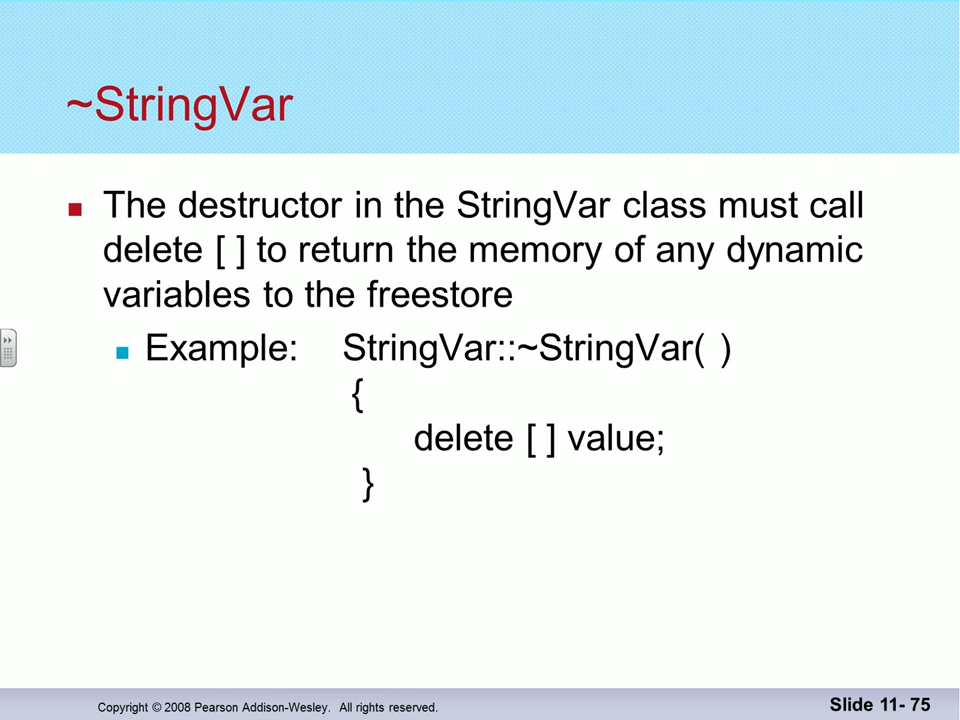 ~StringVar
The destructor in the StringVar class must call
delete [ ] to return the memory of any dynamic
variables to the freestore
Example: StringVar::~StringVar( )
{
delete [ ] value;
}
Copyright © 2008 Pearson Addison-Wesley. All rights reserved.
Slide 11- 75